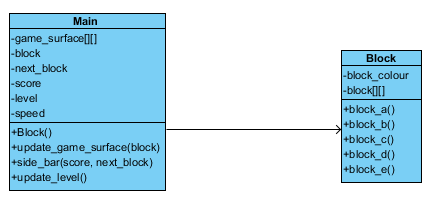 Main
-game_surface[][]
-block
-next_block
-score
-level
-speed
+Block()
+update_game_surface(block)
+side_bar(score, next_block)
+update_level()
Block
-block_colour
-block[][]
+block_a()
+block_b()
+block_c()
+block_d()
+block_e()